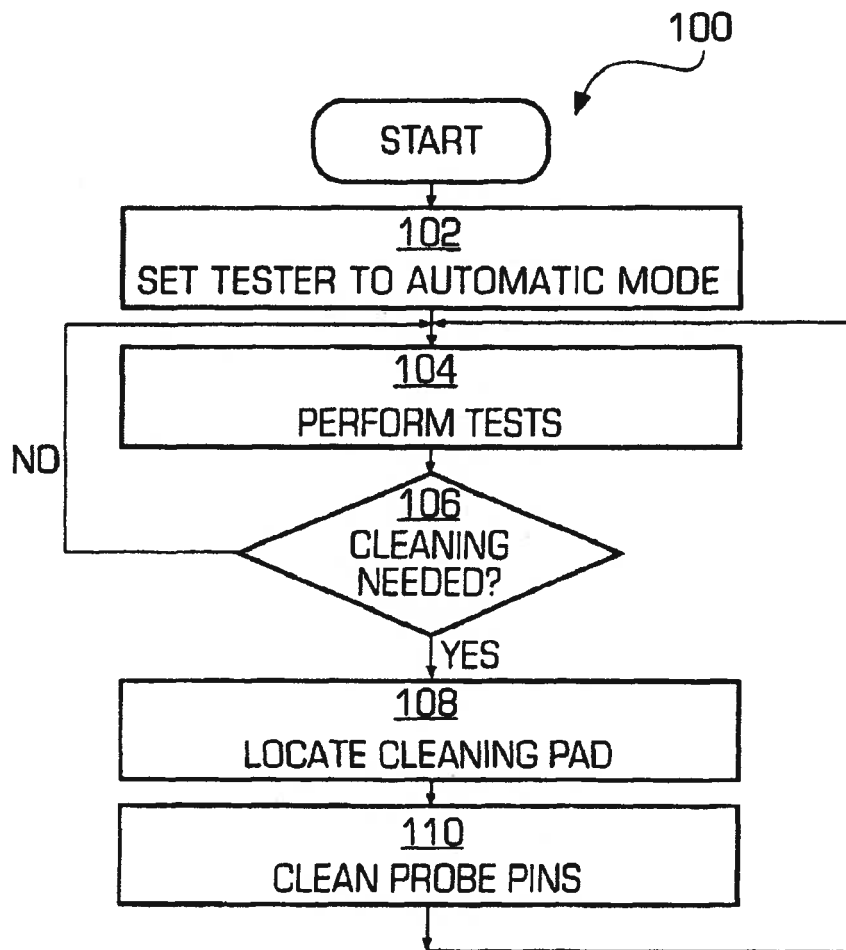 100
START
102
SET TESTER TO AUTOMATIC MODE
104
PERFORM TESTS
NO
106
CLEANING
NEEDED?
YES
108
LOCATE CLEANING PAD
110
CLEAN PROBE PINS